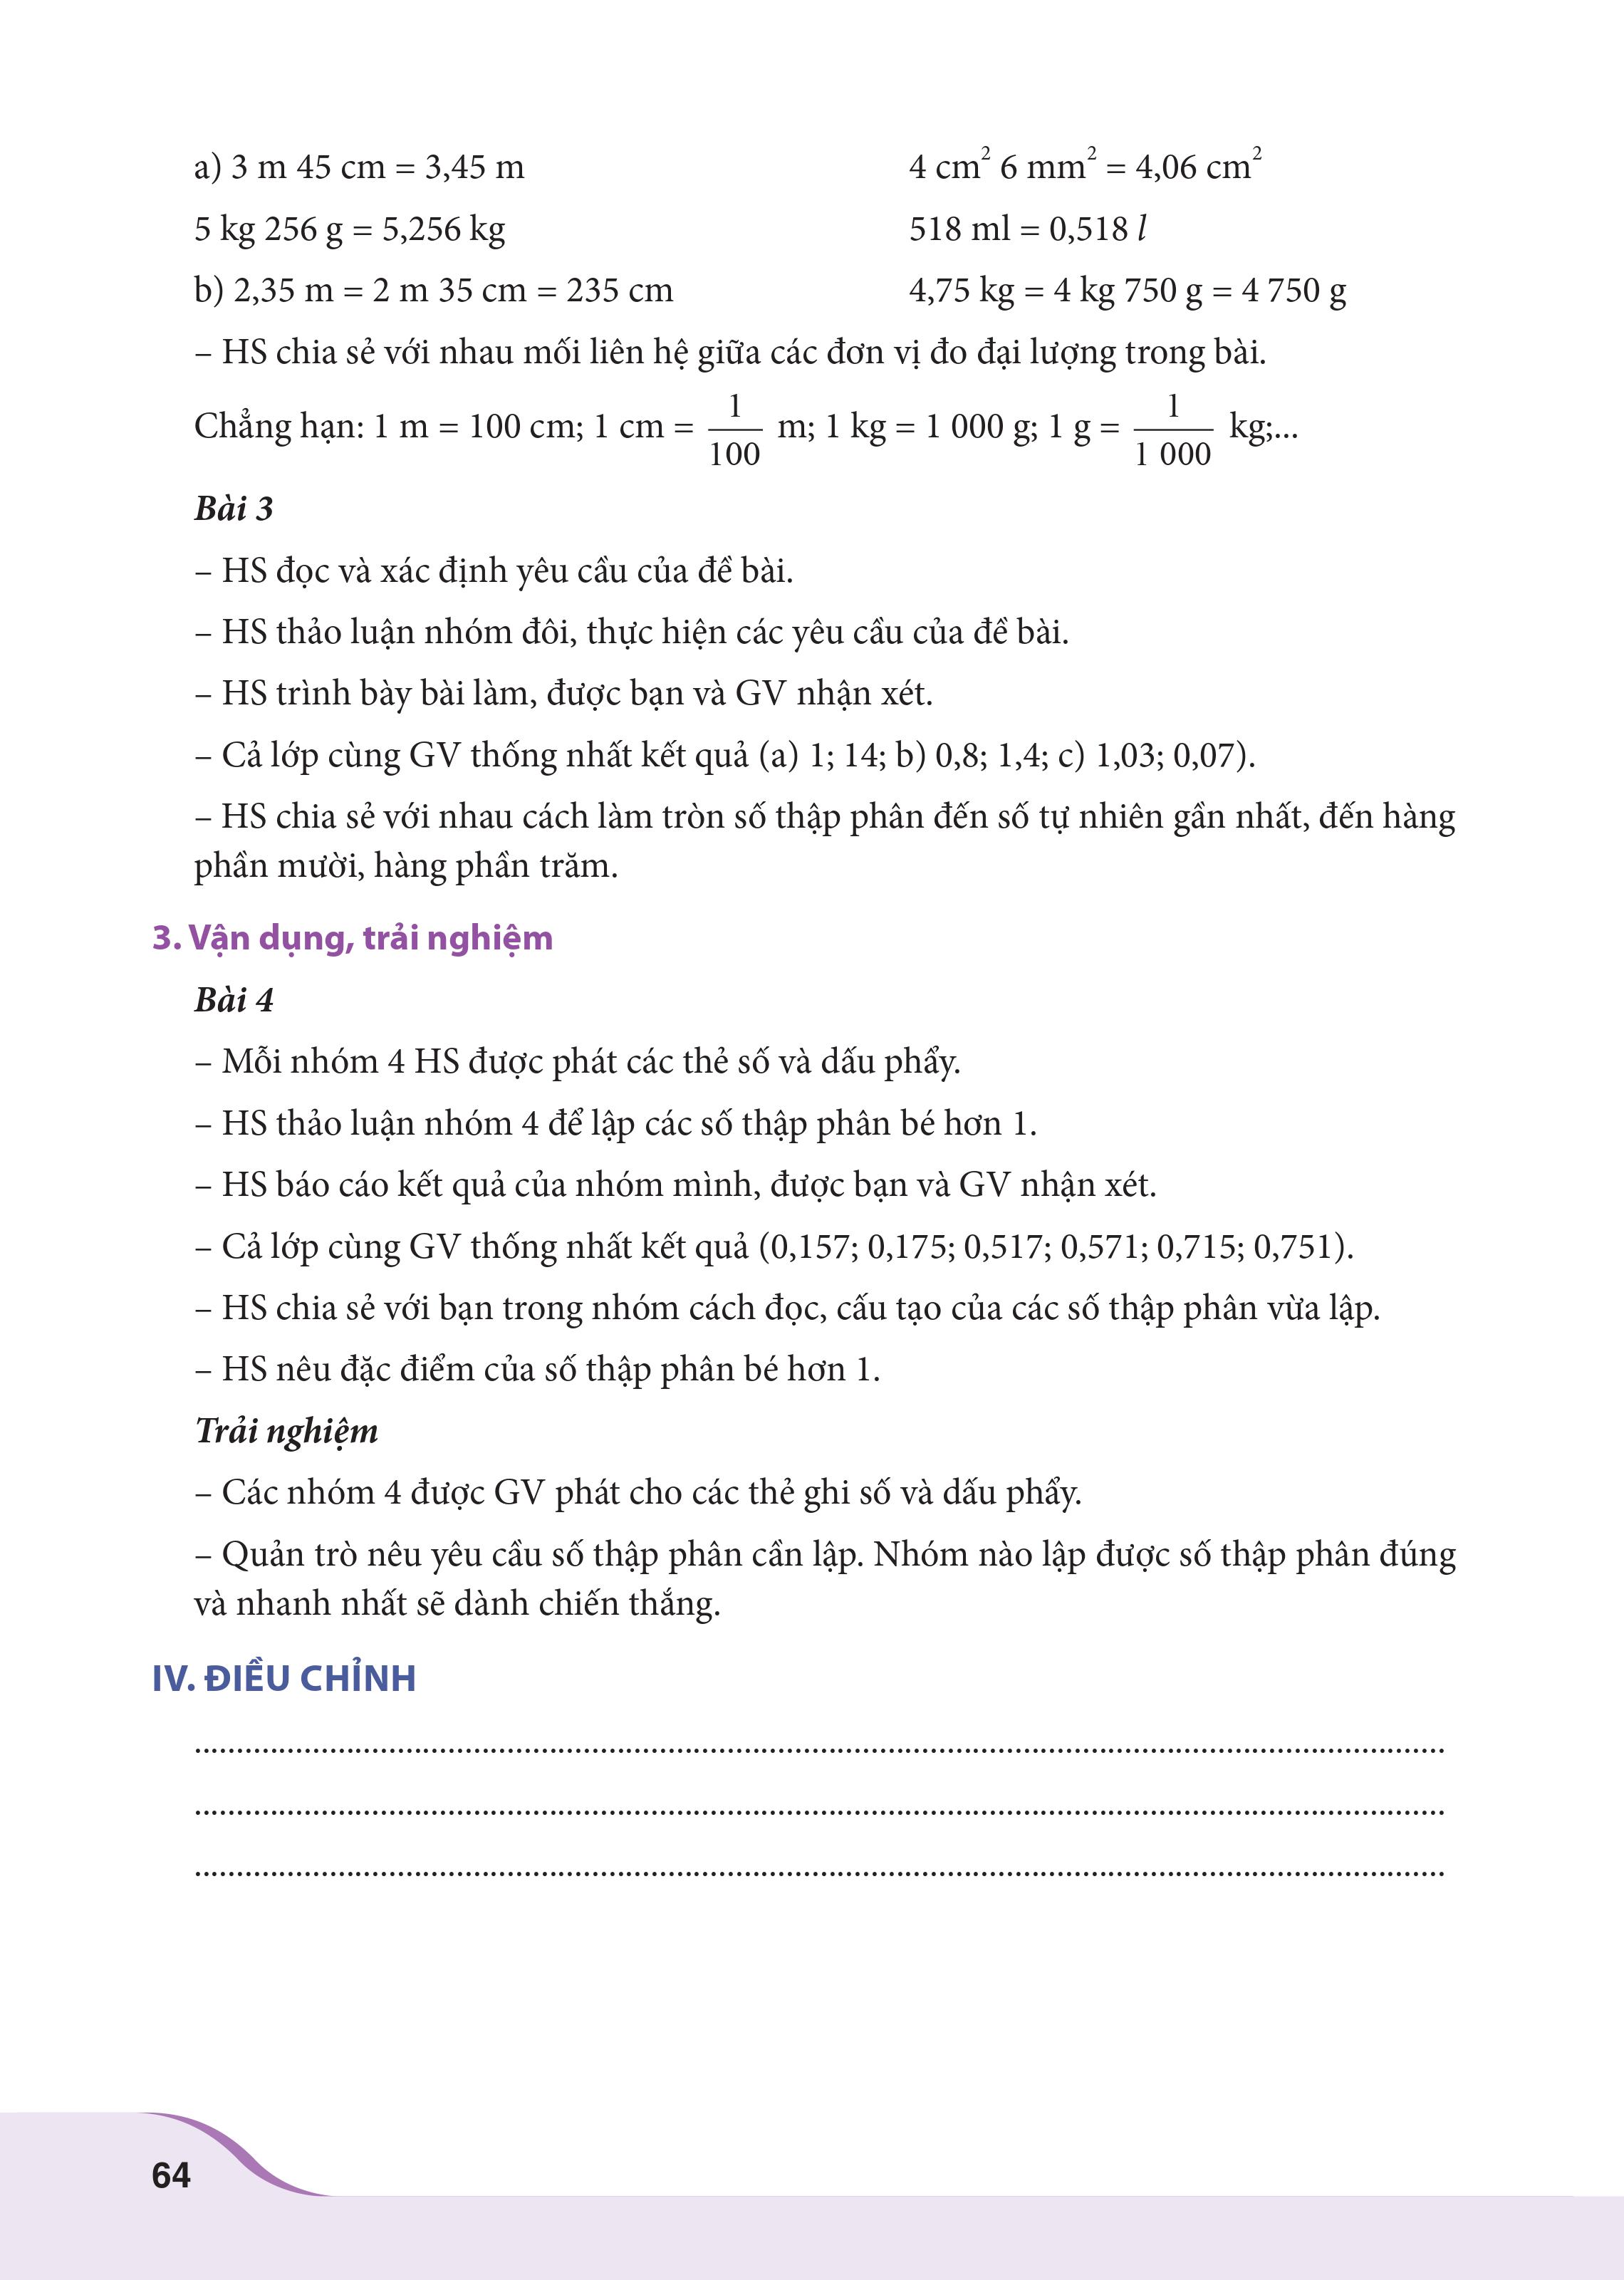 a) 3 m 45 cm = 3,45 m 4 cm² 6 mm² = 4,06 cm²
5 kg 256 g = 5,256 kg 518 ml = 0,518 l
b) 2,35 m = 2 m 35 cm = 235 cm 4,75 kg = 4 kg 750 g = 4 750 g
– HS chia sẻ với nhau mối liên hệ giữa các đơn vị đo đại lượng trong bài.
Chẳng hạn: 1 m = 100 cm; 1 cm = 1/100 m; 1 kg = 1 000 g; 1 g = 1/1 000 kg;...
Bài 3
– HS đọc và xác định yêu cầu của đề bài.
– HS thảo luận nhóm đôi, thực hiện các yêu cầu của đề bài.
– HS trình bày bài làm, được bạn và GV nhận xét.
– Cả lớp cùng GV thống nhất kết quả (a) 1; 14; b) 0,8; 1,4; c) 1,03; 0,07).
– HS chia sẻ với nhau cách làm tròn số thập phân đến số tự nhiên gần nhất, đến hàng
phần mười, hàng phần trăm.
3. Vận dụng, trải nghiệm
Bài 4
– Mỗi nhóm 4 HS được phát các thẻ số và dấu phẩy.
– HS thảo luận nhóm 4 để lập các số thập phân bé hơn 1.
– HS báo cáo kết quả của nhóm mình, được bạn và GV nhận xét.
– Cả lớp cùng GV thống nhất kết quả (0,157; 0,175; 0,517; 0,571; 0,715; 0,751).
– HS chia sẻ với bạn trong nhóm cách đọc, cấu tạo của các số thập phân vừa lập.
– HS nêu đặc điểm của số thập phân bé hơn 1.
Trải nghiệm
– Các nhóm 4 được GV phát cho các thẻ ghi số và dấu phẩy.
– Quản trò nêu yêu cầu số thập phân cần lập. Nhóm nào lập được số thập phân đúng
và nhanh nhất sẽ dành chiến thắng.
IV. ĐIỀU CHỈNH
64